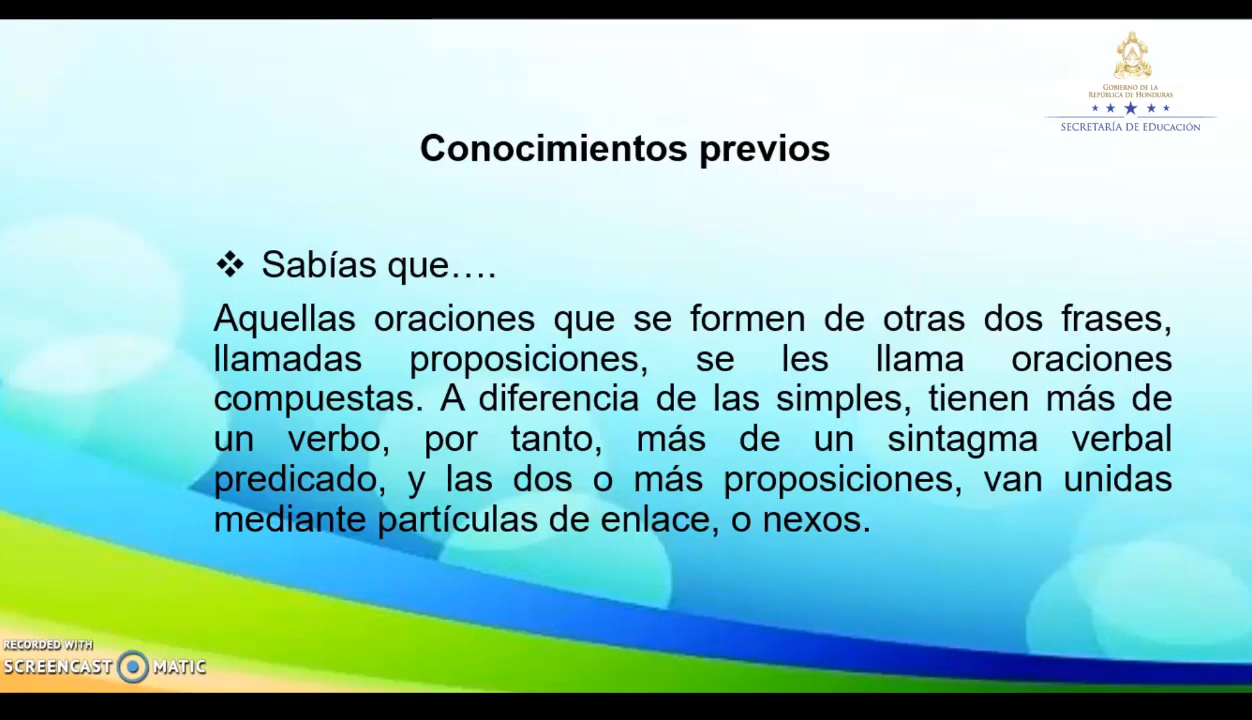 GOBIERNO DE LA
REPÚBLICA DE HONDURAS
SECRETARÍA DE EDUCACIÓN
Conocimientos previos
❖ Sabías que….
Aquellas oraciones que se formen de otras dos frases,
llamadas proposiciones, se les llama oraciones
compuestas. A diferencia de las simples, tienen más de
un verbo, por tanto, más de un sintagma verbal
predicado, y las dos o más proposiciones, van unidas
mediante partículas de enlace, o nexos.
RECORDED WITH
SCREENCAST MATIC